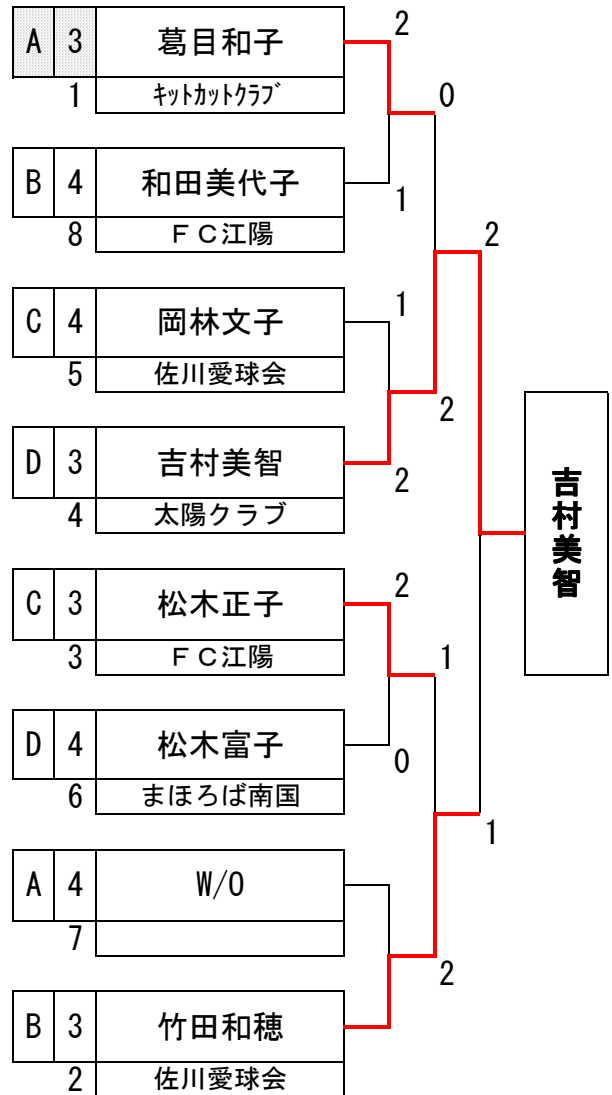 A 3 葛目和子 2
1 ｷｯﾄｶｯﾄｸﾗﾌﾞ 0
B 4 和田美代子 1
8 ＦＣ江陽 2
C 4 岡林文子 1
5 佐川愛球会 2
D 3 吉村美智 2
4 太陽クラブ
吉村美智
C 3 松木正子 2
3 ＦＣ江陽 1
D 4 松木富子 0
6 まほろば南国
1
A 4 W/O
7
2
B 3 竹田和穂
2 佐川愛球会